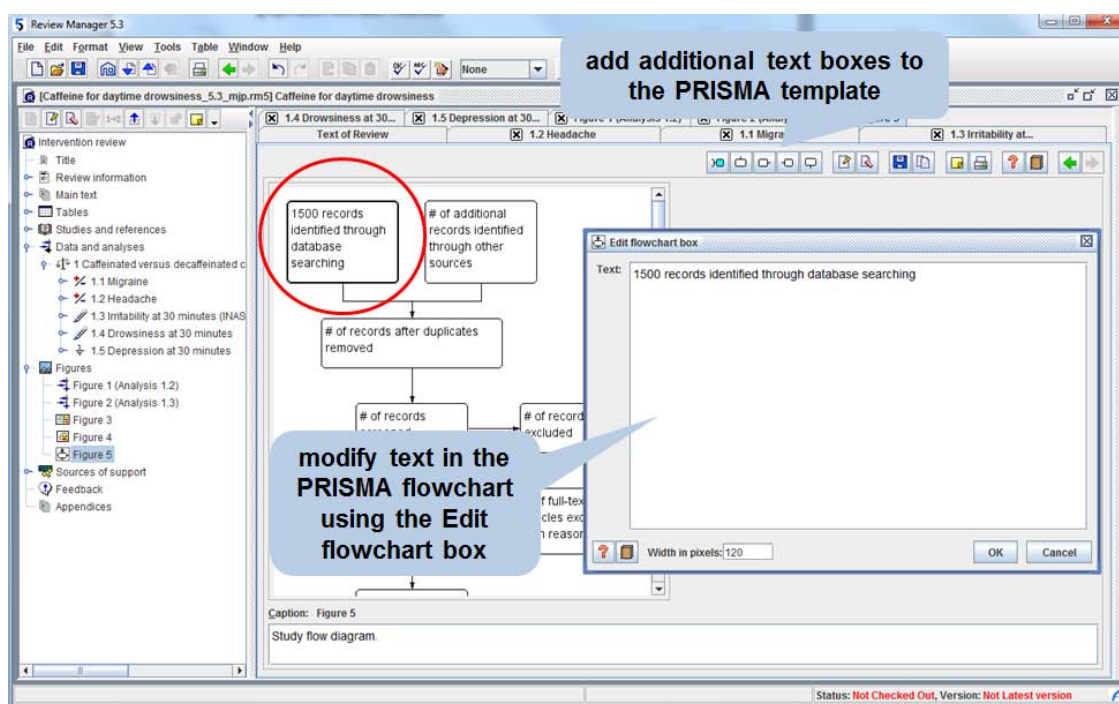 Review Manager 5.3
File Edit Format View Tools Table Window Help
None
add additional text boxes to
the PRISMA template
[Caffeine for daytime drowsiness_5.3_mjp.rm5] Caffeine for daytime drowsiness
1.4 Drowsiness at 30... 1.5 Depression at 30...
Text of Review 1.2 Headache 1.1 Migra 1.3 Irritability at...
Intervention review
Title
Review information
Main text
Tables
Studies and references
Data and analyses
1 Caffeinated versus decaffeinated c
1.1 Migraine
1.2 Headache
1.3 Irritability at 30 minutes (INAS
1.4 Drowsiness at 30 minutes
1.5 Depression at 30 minutes
Figures
Figure 1 (Analysis 1.2)
Figure 2 (Analysis 1.3)
Figure 3
Figure 4
Figure 5
Sources of support
Feedback
Appendices
1500 records
identified through
database
searching
# of additional
records identified
through other
sources
# of records after duplicates
removed
# of records
# of record
excluded
modify text in the
PRISMA flowchart
using the Edit
flowchart box
f full-tex
cles exc
n reason
Edit flowchart box
Text:
1500 records identified through database searching
Width in pixels: 120
OK Cancel
Caption: Figure 5
Study flow diagram.
Status: Not Checked Out, Version: Not Latest version